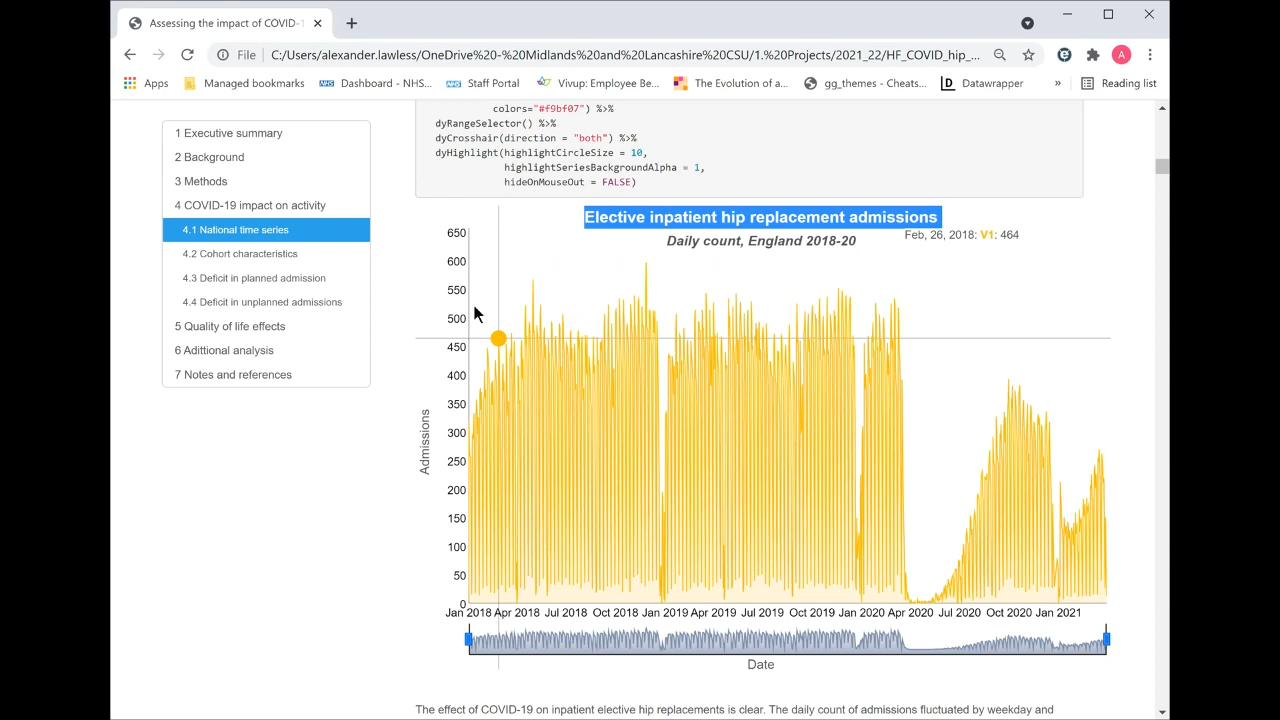 Assessing the impact of COVID-1
File C:/Users/alexander.lawless/OneDrive%20-%20Midlands%20and%20Lancashire%20CSU/1.%20Projects/2021_22/HF_COVID_hip_... A
Apps Managed bookmarks NHS Dashboard - NHS... NHS Staff Portal Vivup: Employee Be... The Evolution of a... gg_themes - Cheats... D Datawrapper » Reading list
colors="#f9bf07") %>%
dyRangeSelector() %>%
dyCrosshair(direction = "both") %>%
dyHighlight(highlightCircleSize = 10,
highlightSeriesBackgroundAlpha = 1,
hideOnMouseOut = FALSE)
1 Executive summary
2 Background
3 Methods
4 COVID-19 impact on activity
4.1 National time series
4.2 Cohort characteristics
4.3 Deficit in planned admission
4.4 Deficit in unplanned admissions
5 Quality of life effects
6 Adittional analysis
7 Notes and references
Elective inpatient hip replacement admissions
Daily count, England 2018-20
Feb, 26, 2018: V1: 464
650
600
550
500
450
400
350
300
250
200
150
100
50
0
Admissions
Jan 2018 Apr 2018 Jul 2018 Oct 2018 Jan 2019 Apr 2019 Jul 2019 Oct 2019 Jan 2020 Apr 2020 Jul 2020 Oct 2020 Jan 2021
Date
The effect of COVID-19 on inpatient elective hip replacements is clear. The daily count of admissions fluctuated by weekday and